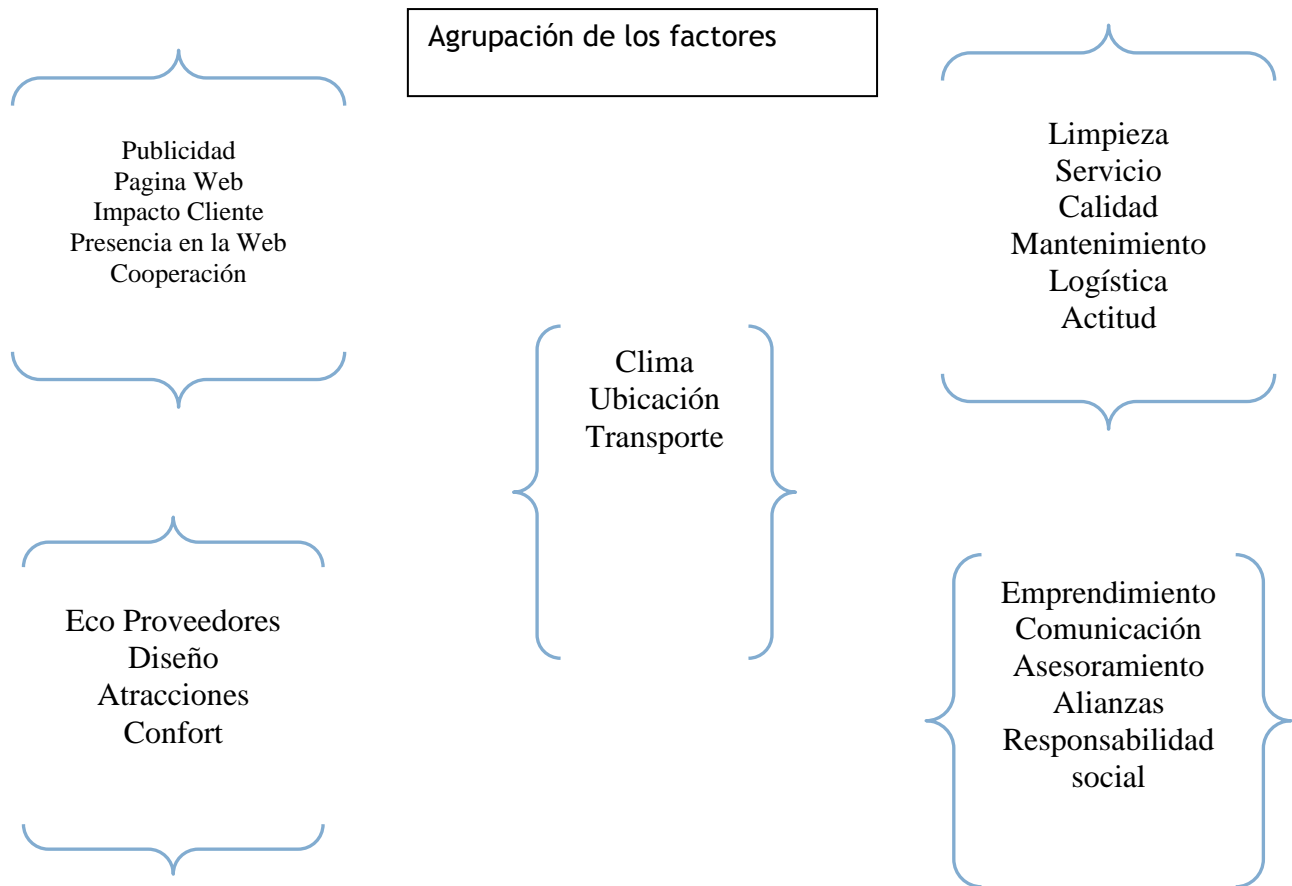 Agrupación de los factores
Publicidad
Pagina Web
Impacto Cliente
Presencia en la Web
Cooperación
Limpieza
Servicio
Calidad
Mantenimiento
Logística
Actitud
Clima
Ubicación
Transporte
Eco Proveedores
Diseño
Atracciones
Confort
Emprendimiento
Comunicación
Asesoramiento
Alianzas
Responsabilidad
social